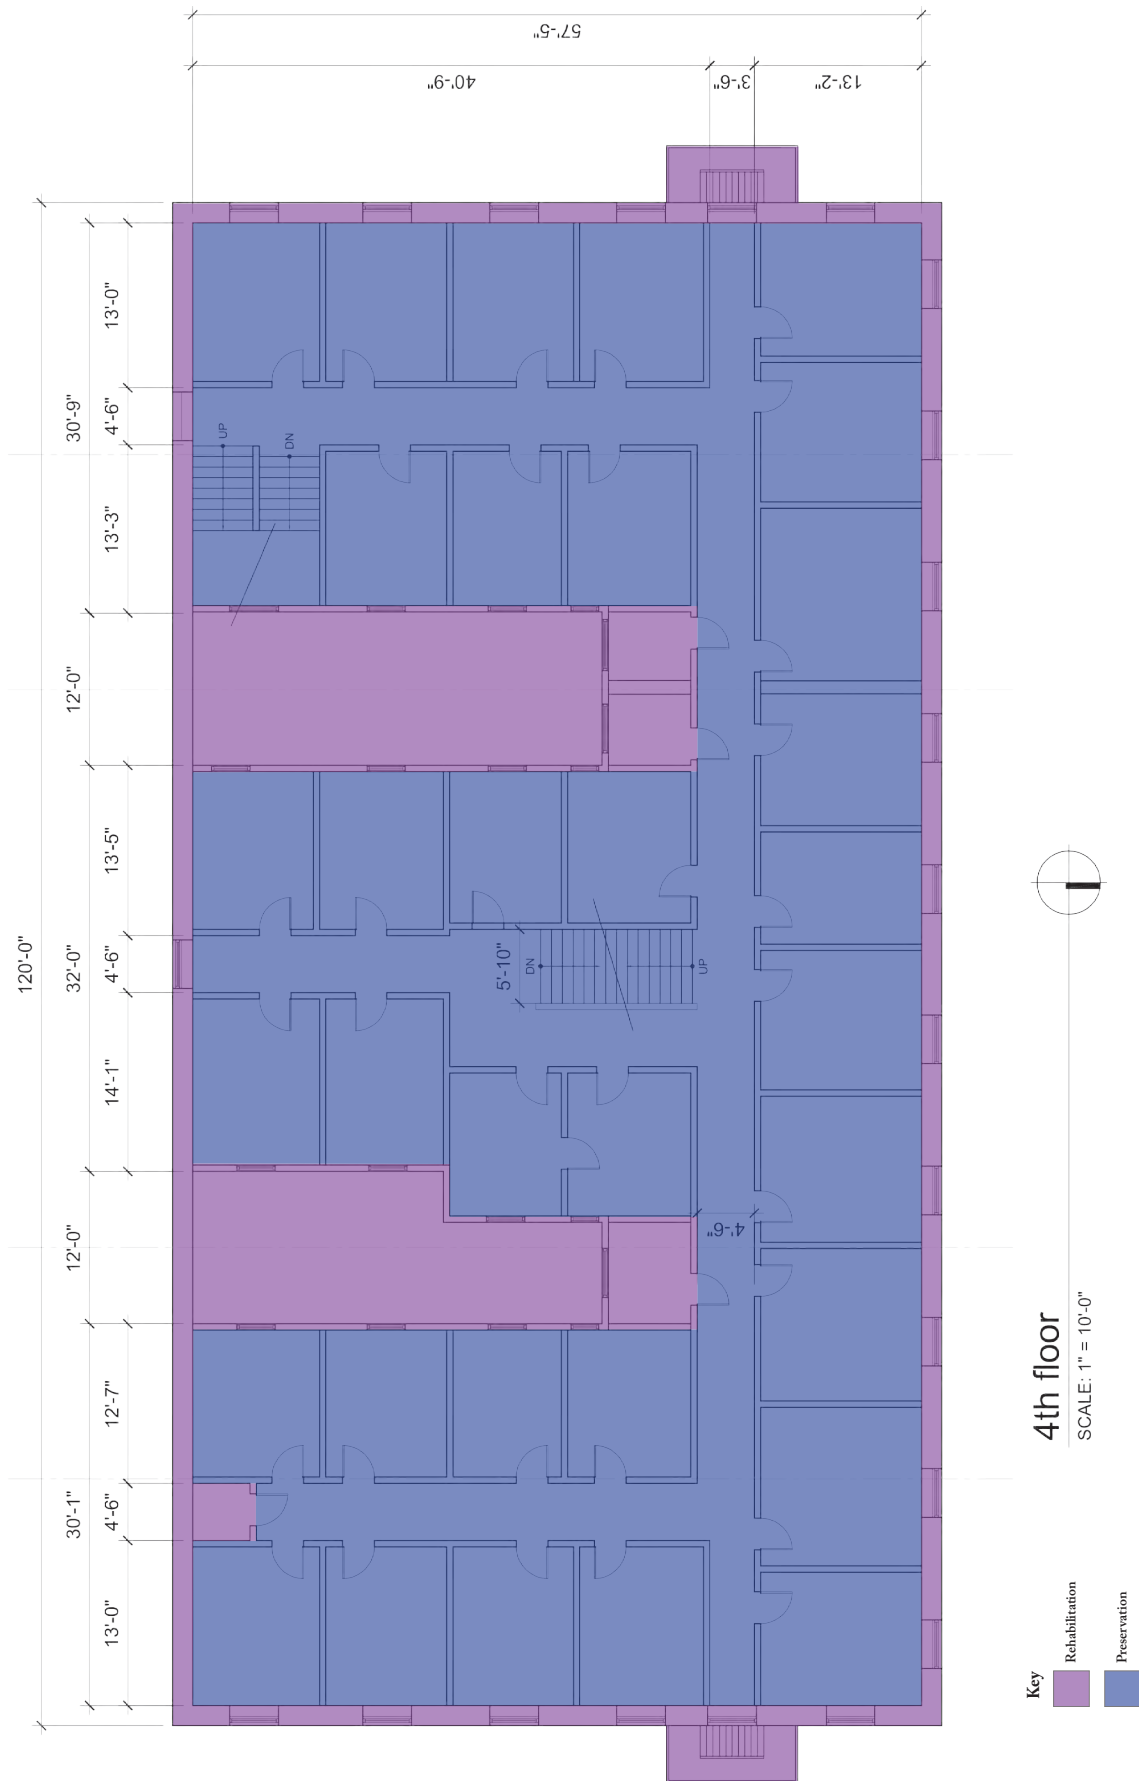 57'-5"
40'-9"
3'-6"
13'-2"
120'-0"
30'-9"
12'-0"
32'-0"
12'-0"
30'-1"
13'-0"
4'-6"
13'-3"
13'-5"
4'-6"
14'-1"
12'-7"
4'-6"
13'-0"
UP
DN
5'-10"
DN
UP
4'-6"
4th floor
SCALE: 1" = 10'-0"
Key
Rehabilitation
Preservation